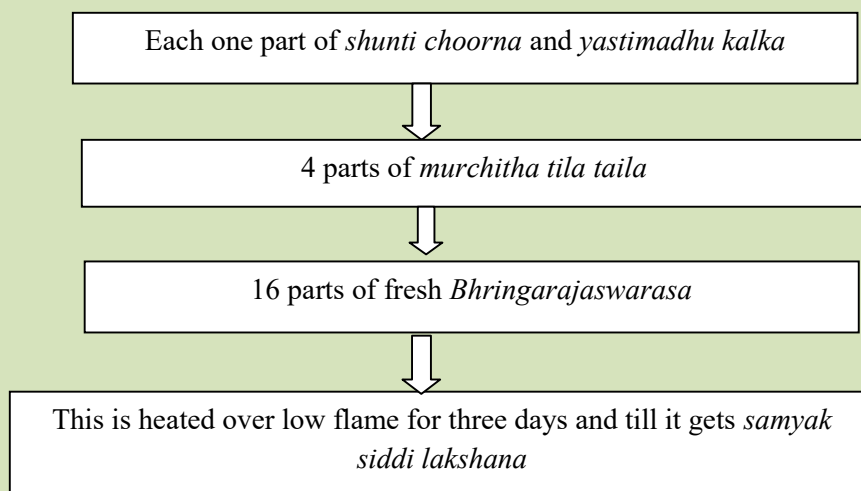 Each one part of shunti choorna and yastimadhu kalka
4 parts of murchitha tila taila
16 parts of fresh Bhringarajaswarasa
This is heated over low flame for three days and till it gets samyak
siddi lakshana